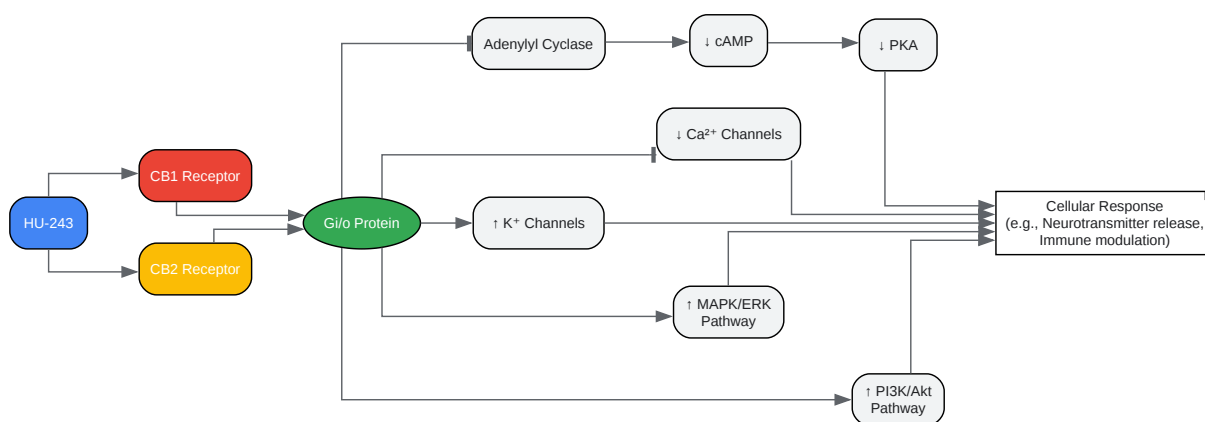 Adenylyl Cyclase
↓ cAMP
↓ PKA
↓ Ca²⁺ Channels
CB1 Receptor
HU-243
Gi/o Protein
↑ K⁺ Channels
CB2 Receptor
Cellular Response
(e.g., Neurotransmitter release,
Immune modulation)
↑ MAPK/ERK
Pathway
↑ PI3K/Akt
Pathway